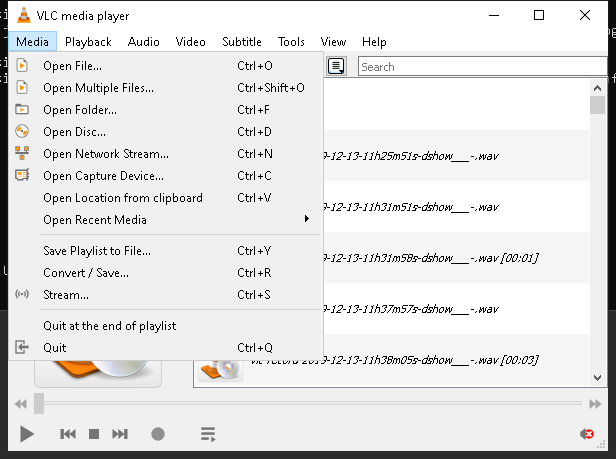 VLC media player
Media Playback Audio Video Subtitle Tools View Help
Open File... Ctrl+O
Open Multiple Files... Ctrl+Shift+O
Open Folder... Ctrl+F
Open Disc... Ctrl+D
Open Network Stream... Ctrl+N
Open Capture Device... Ctrl+C
Open Location from clipboard Ctrl+V
Open Recent Media
Save Playlist to File... Ctrl+Y
Convert / Save... Ctrl+R
Stream... Ctrl+S
Quit at the end of playlist
Quit Ctrl+Q
Search
9-12-13-11h25m51s-dshow___-.wav
9-12-13-11h31m51s-dshow___-.wav
9-12-13-11h31m58s-dshow___-.wav [00:01]
9-12-13-11h37m57s-dshow___-.wav
vlc-record-2019-12-13-11h38m05s-dshow___-.wav [00:03]